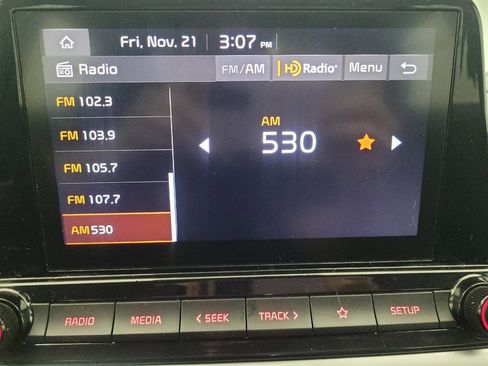 Fri, Nov. 21 3:07 PM
Radio FM/AM HD Radio® Menu
FM 102.3
FM 103.9
FM 105.7
FM 107.7
AM 530
AM
530
RADIO MEDIA < SEEK TRACK > SETUP